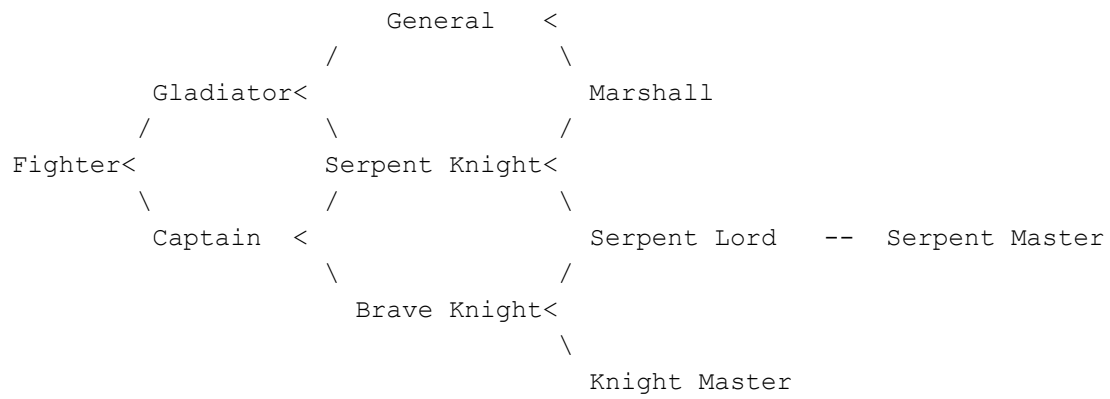 General <
/ \
Gladiator< Marshall
/ \ /
Fighter< Serpent Knight<
\ / \
Captain < Serpent Lord -- Serpent Master
\ /
Brave Knight<
\
Knight Master